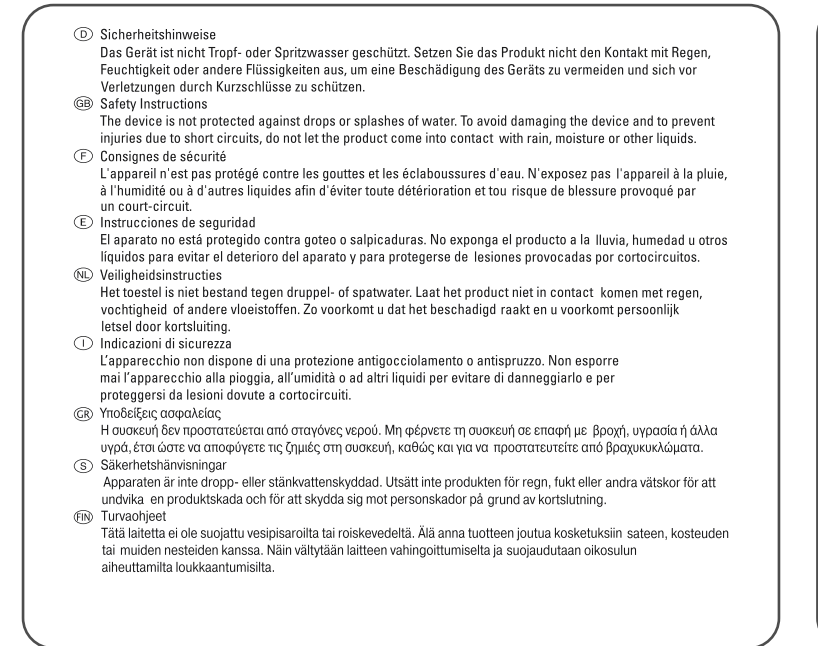 D Sicherheitshinweise
Das Gerät ist nicht Tropf- oder Spritzwasser geschützt. Setzen Sie das Produkt nicht den Kontakt mit Regen,
Feuchtigkeit oder andere Flüssigkeiten aus, um eine Beschädigung des Geräts zu vermeiden und sich vor
Verletzungen durch Kurzschlüsse zu schützen.
GB Safety Instructions
The device is not protected against drops or splashes of water. To avoid damaging the device and to prevent
injuries due to short circuits, do not let the product come into contact with rain, moisture or other liquids.
F Consignes de sécurité
L'appareil n'est pas protégé contre les gouttes et les éclaboussures d'eau. N'exposez pas l'appareil à la pluie,
à l'humidité ou à d'autres liquides afin d'éviter toute détérioration et tou risque de blessure provoqué par
un court-circuit.
E Instrucciones de seguridad
El aparato no está protegido contra goteo o salpicaduras. No exponga el producto a la lluvia, humedad u otros
líquidos para evitar el deterioro del aparato y para protegerse de lesiones provocadas por cortocircuitos.
NL Veiligheidsinstructies
Het toestel is niet bestand tegen druppel- of spatwater. Laat het product niet in contact komen met regen,
vochtigheid of andere vloeistoffen. Zo voorkomt u dat het beschadigd raakt en u voorkomt persoonlijk
letsel door kortsluiting.
I Indicazioni di sicurezza
L'apparecchio non dispone di una protezione antigocciolamento o antispruzzo. Non esporre
mai l'apparecchio alla pioggia, all'umidità o ad altri liquidi per evitare di danneggiarlo e per
proteggersi da lesioni dovute a cortocircuiti.
GR Υποδείξεις ασφαλείας
Η συσκευή δεν προστατεύεται από σταγόνες νερού. Μη φέρνετε τη συσκευή σε επαφή με βροχή, υγρασία ή άλλα
υγρά, έτσι ώστε να αποφύγετε τις ζημιές στη συσκευή, καθώς και για να προστατευτείτε από βραχυκυκλώματα.
S Säkerhetshänvisningar
Apparaten är inte dropp- eller stänkvattenskyddad. Utsätt inte produkten för regn, fukt eller andra vätskor för att
undvika en produktskada och för att skydda sig mot personskador på grund av kortslutning.
FIN Turvaohjeet
Tätä laitetta ei ole suojattu vesipisaroilta tai roiskevedeltä. Älä anna tuotteen joutua kosketuksiin sateen, kosteuden
tai muiden nesteiden kanssa. Näin vältytään laitteen vahingoittumiselta ja suojaudutaan oikosulun
aiheuttamilta loukkaantumisilta.